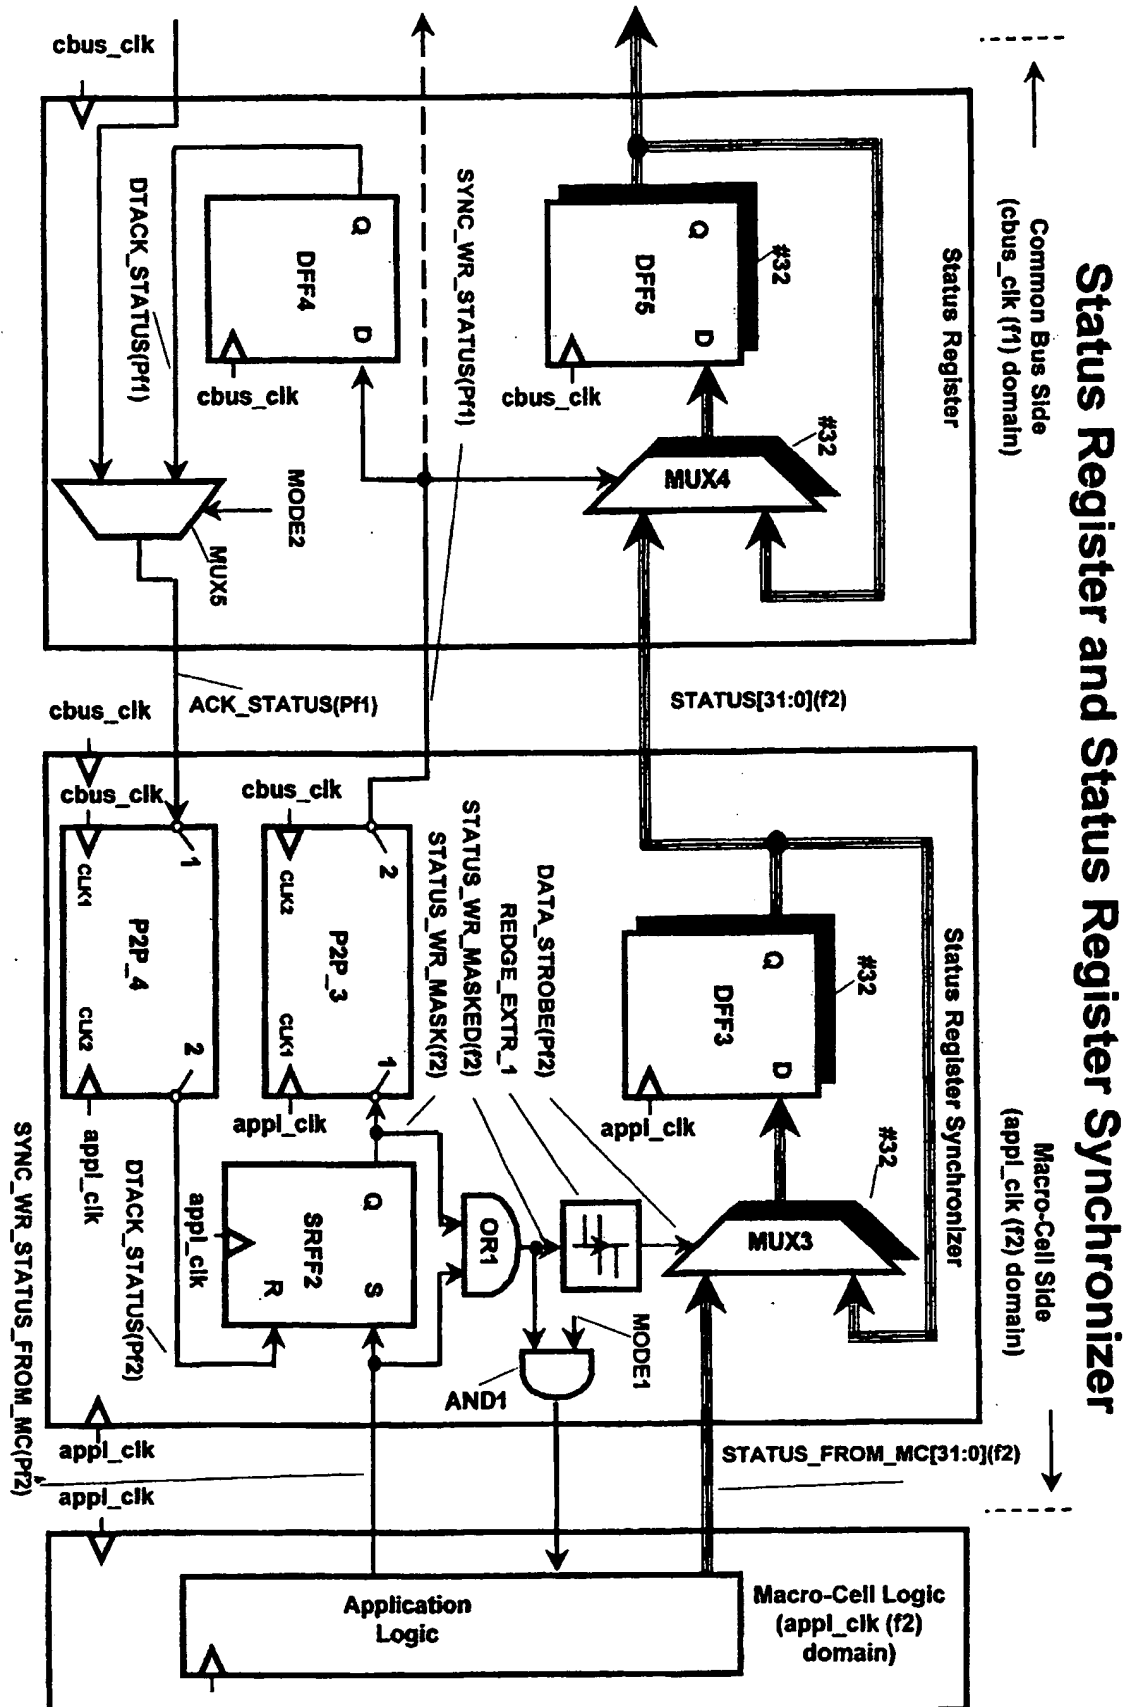 Status Register and Status Register Synchronizer
Common Bus Side
(cbus_clk (f1) domain)
Macro-Cell Side
(appl_clk (f2) domain)
cbus_clk
Status Register
DTACK_STATUS(Pf1)
Q
DFF4
D
cbus_clk
SYNC_WR_STATUS(Pf1)
#32
Q
DFF5
D
cbus_clk
#32
MUX4
MODE2
MUX5
ACK_STATUS(Pf1)
STATUS[31:0](f2)
cbus_clk
Status Register Synchronizer
cbus_clk
1
CLK1
P2P_4
CLK2
2
appl_clk
cbus_clk
2
CLK2
P2P_3
CLK1
1
appl_clk
STATUS_WR_MASK(f2)
STATUS_WR_MASKED(f2)
REDGE_EXTR_1
DATA_STROBE(Pf2)
#32
Q
DFF3
D
appl_clk
#32
MUX3
DTACK_STATUS(Pf2)
appl_clk
Q
SRFF2
R
S
OR1
MODE1
AND1
SYNC_WR_STATUS_FROM_MC(Pf2)
appl_clk
STATUS_FROM_MC[31:0](f2)
appl_clk
Application
Logic
Macro-Cell Logic
(appl_clk (f2)
domain)